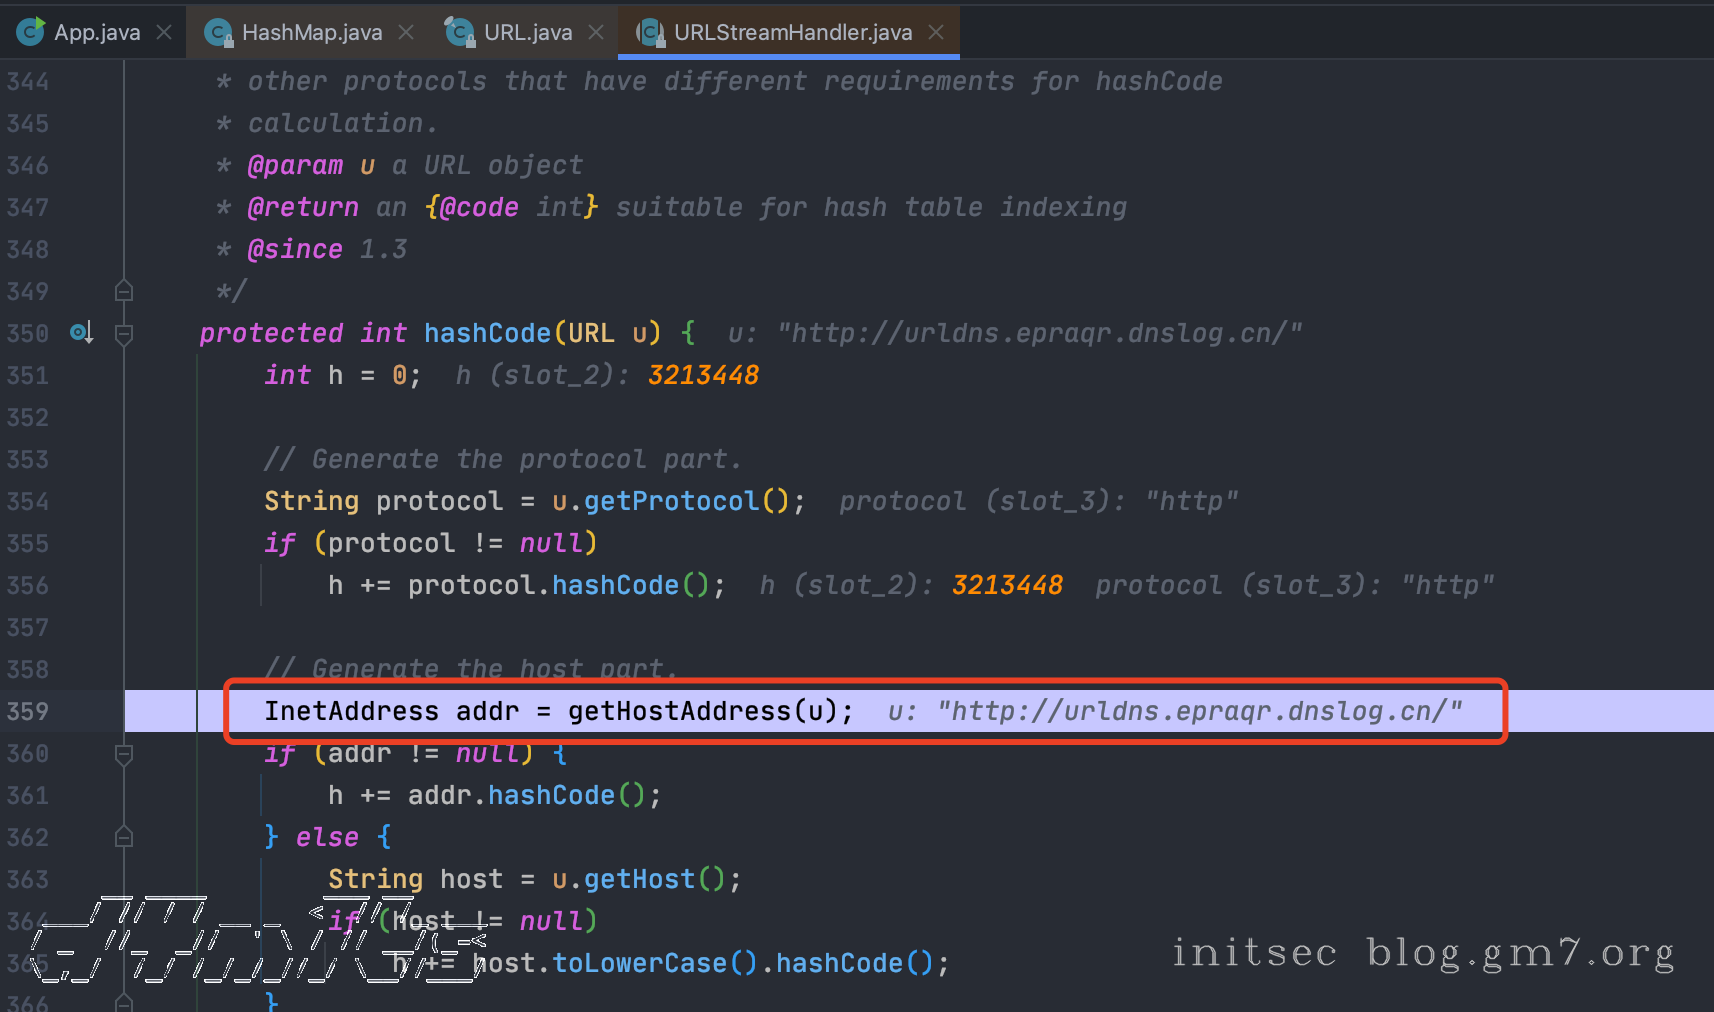 App.java HashMap.java URL.java URLStreamHandler.java
344 * other protocols that have different requirements for hashCode
345 * calculation.
346 * @param u a URL object
347 * @return an {@code int} suitable for hash table indexing
348 * @since 1.3
349 */
350 protected int hashCode(URL u) { u: "http://urldns.epraqr.dnslog.cn/"
351 int h = 0; h (slot_2): 3213448
352
353 // Generate the protocol part.
354 String protocol = u.getProtocol(); protocol (slot_3): "http"
355 if (protocol != null)
356 h += protocol.hashCode(); h (slot_2): 3213448 protocol (slot_3): "http"
357
358 // Generate the host part.
359 InetAddress addr = getHostAddress(u); u: "http://urldns.epraqr.dnslog.cn/"
360 if (addr != null) {
361 h += addr.hashCode();
362 } else {
363 String host = u.getHost();
364 if (host != null)
365 h += host.toLowerCase().hashCode();
366 }
initsec blog.gm7.org